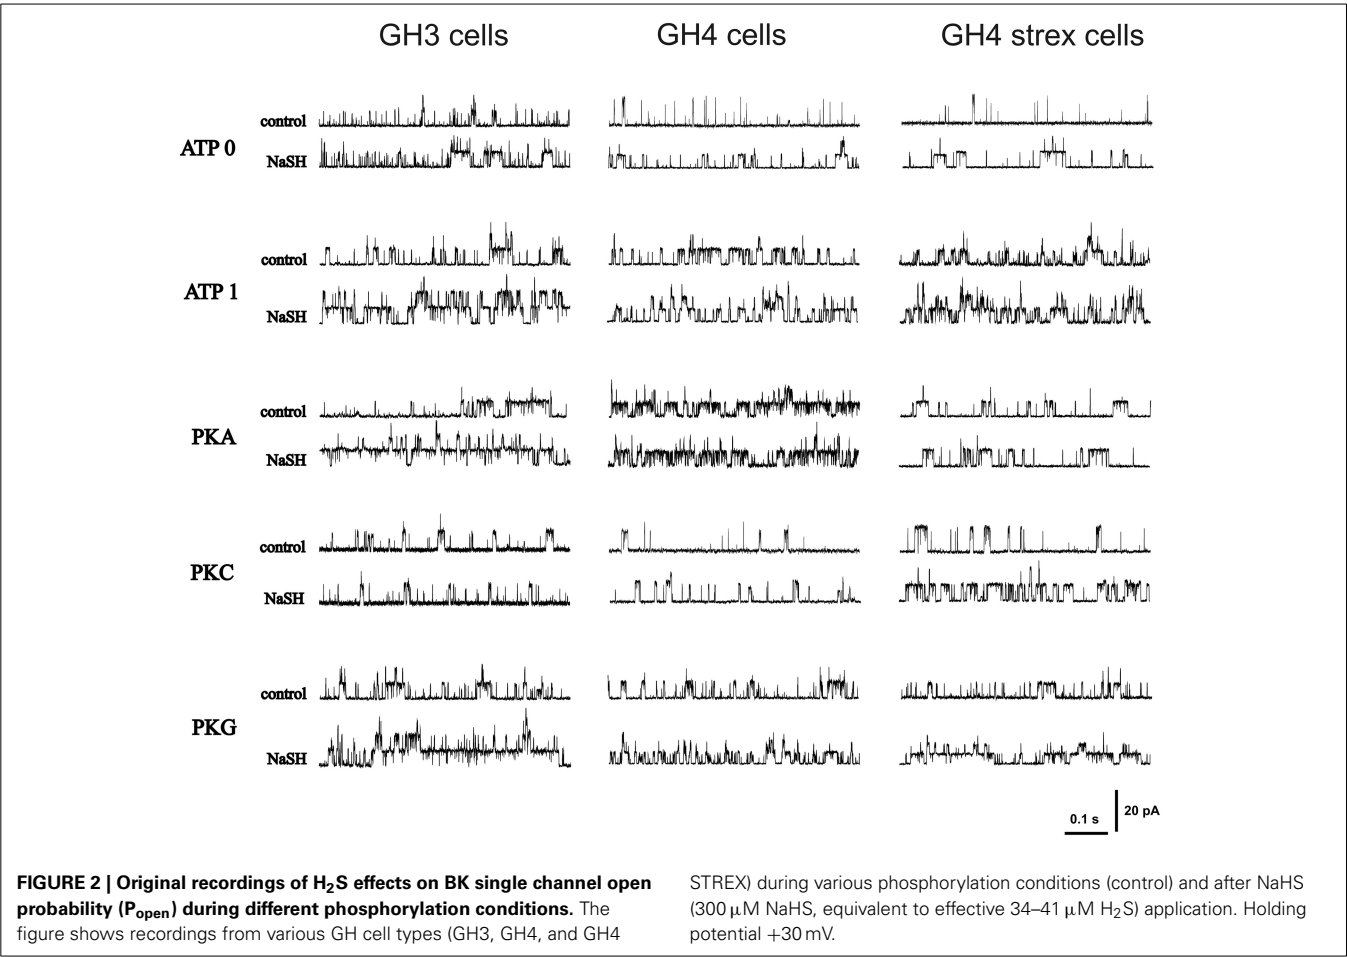 GH3 cells GH4 cells GH4 strex cells
control
ATP 0
NaSH
control
ATP 1
NaSH
control
PKA
NaSH
control
PKC
NaSH
control
PKG
NaSH
20 pA
0.1 s
FIGURE 2 | Original recordings of H₂S effects on BK single channel open
probability (Pₒₚₑₙ) during different phosphorylation conditions. The
figure shows recordings from various GH cell types (GH3, GH4, and GH4
STREX) during various phosphorylation conditions (control) and after NaHS
(300 μM NaHS, equivalent to effective 34–41 μM H₂S) application. Holding
potential +30 mV.